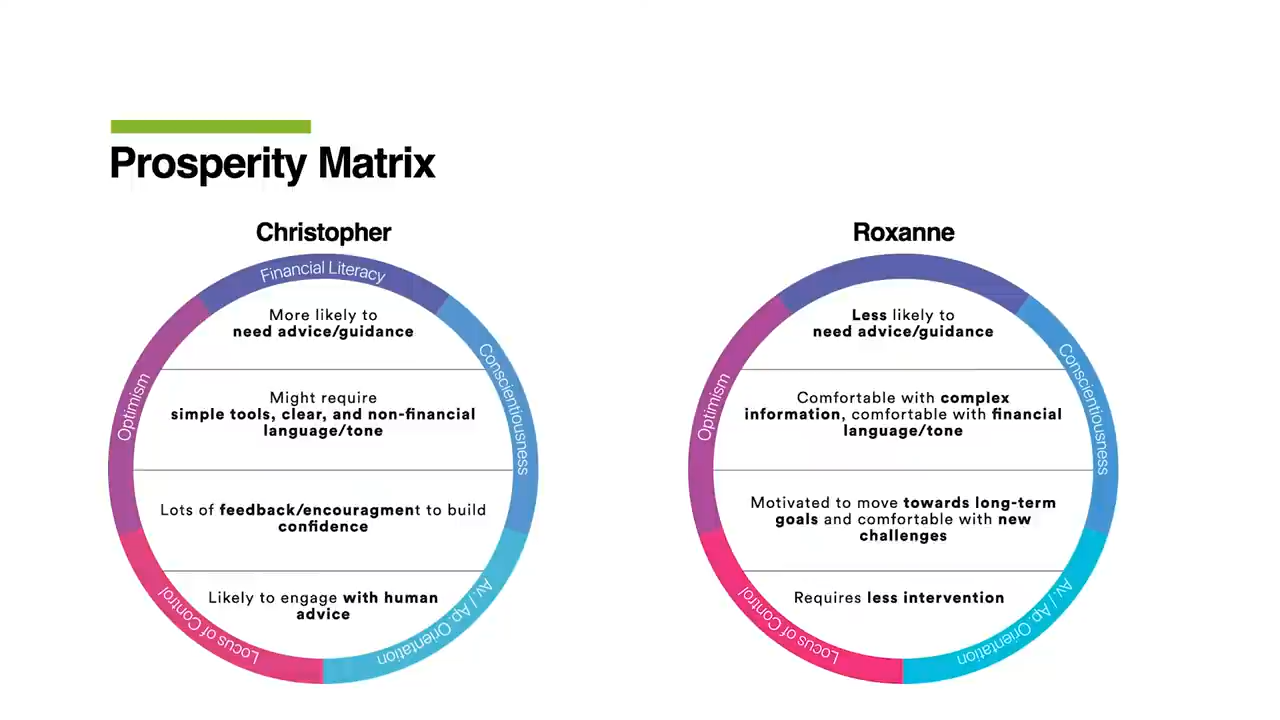 Prosperity Matrix
Christopher
Financial Literacy
Optimism
Conscientiousness
More likely to
need advice/guidance
Might require
simple tools, clear, and non-financial
language/tone
Lots of feedback/encouragment to build
confidence
Likely to engage with human
advice
Locus of Control
Av. / Ap. Orientation
Roxanne
Optimism
Conscientiousness
Less likely to
need advice/guidance
Comfortable with complex
information, comfortable with financial
language/tone
Motivated to move towards long-term
goals and comfortable with new
challenges
Requires less intervention
Locus of Control
Av. / Ap. Orientation